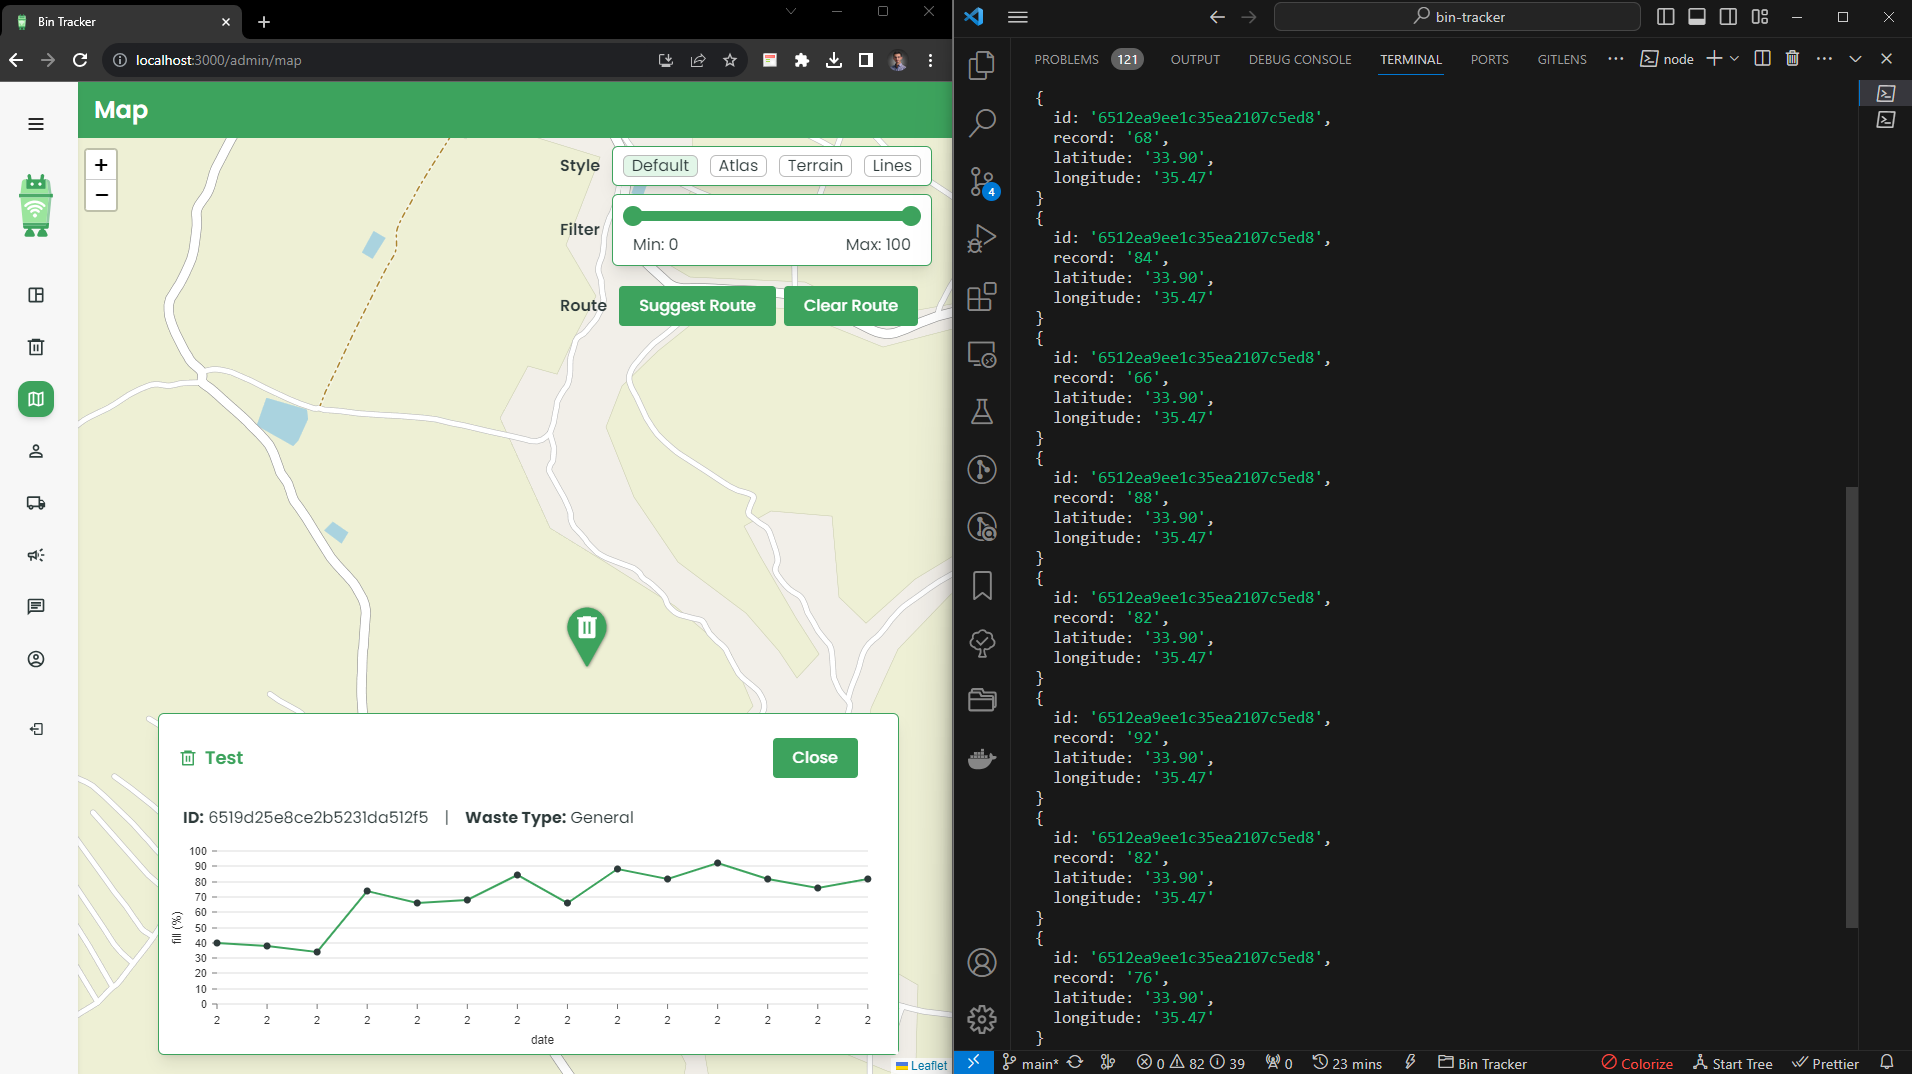 Bin Tracker
localhost:3000/admin/map
Map
+
−
Style Default Atlas Terrain Lines
Filter
Min: 0 Max: 100
Route Suggest Route Clear Route
Test Close
ID: 6519d25e8ce2b5231da512f5 | Waste Type: General
100
90
80
70
60
50
40
30
20
10
0
fill (%)
2 2 2 2 2 2 2 2 2 2 2 2 2 2
date
Leaflet
bin-tracker
PROBLEMS 121 OUTPUT DEBUG CONSOLE TERMINAL PORTS GITLENS ··· node
4
{
id: '6512ea9ee1c35ea2107c5ed8',
record: '68',
latitude: '33.90',
longitude: '35.47'
}
{
id: '6512ea9ee1c35ea2107c5ed8',
record: '84',
latitude: '33.90',
longitude: '35.47'
}
{
id: '6512ea9ee1c35ea2107c5ed8',
record: '66',
latitude: '33.90',
longitude: '35.47'
}
{
id: '6512ea9ee1c35ea2107c5ed8',
record: '88',
latitude: '33.90',
longitude: '35.47'
}
{
id: '6512ea9ee1c35ea2107c5ed8',
record: '82',
latitude: '33.90',
longitude: '35.47'
}
{
id: '6512ea9ee1c35ea2107c5ed8',
record: '92',
latitude: '33.90',
longitude: '35.47'
}
{
id: '6512ea9ee1c35ea2107c5ed8',
record: '82',
latitude: '33.90',
longitude: '35.47'
}
{
id: '6512ea9ee1c35ea2107c5ed8',
record: '76',
latitude: '33.90',
longitude: '35.47'
}
main* 0 82 39 0 23 mins Bin Tracker Colorize Start Tree Prettier